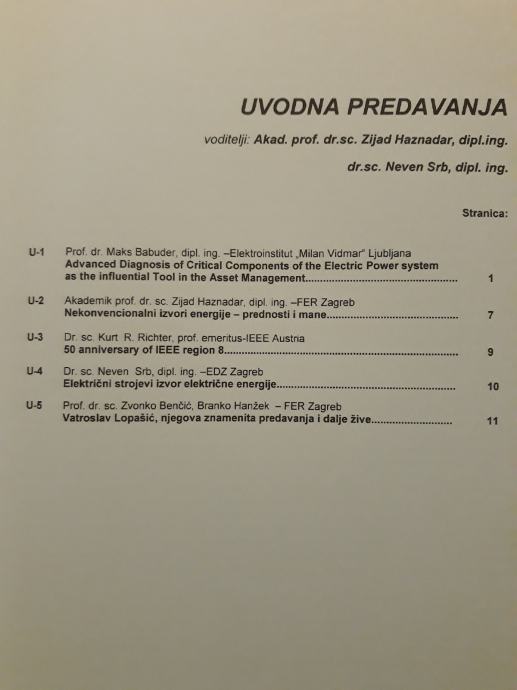 UVODNA PREDAVANJA
voditelji: Akad. prof. dr.sc. Zijad Haznadar, dipl.ing.
dr.sc. Neven Srb, dipl. ing.
Stranica:
U-1 Prof. dr. Maks Babuder, dipl. ing. –Elektroinstitut „Milan Vidmar" Ljubljana
Advanced Diagnosis of Critical Components of the Electric Power system
as the influential Tool in the Asset Management.................................... 1
U-2 Akademik prof. dr. sc. Zijad Haznadar, dipl. ing. –FER Zagreb
Nekonvencionalni izvori energije – prednosti i mane............................... 7
U-3 Dr. sc. Kurt R. Richter, prof. emeritus-IEEE Austria
50 anniversary of IEEE region 8....................................................... 9
U-4 Dr. sc. Neven Srb, dipl. ing. –EDZ Zagreb
Električni strojevi izvor električne energije.......................................... 10
U-5 Prof. dr. sc. Zvonko Benčić, Branko Hanžek – FER Zagreb
Vatroslav Lopašić, njegova znamenita predavanja i dalje žive................... 11